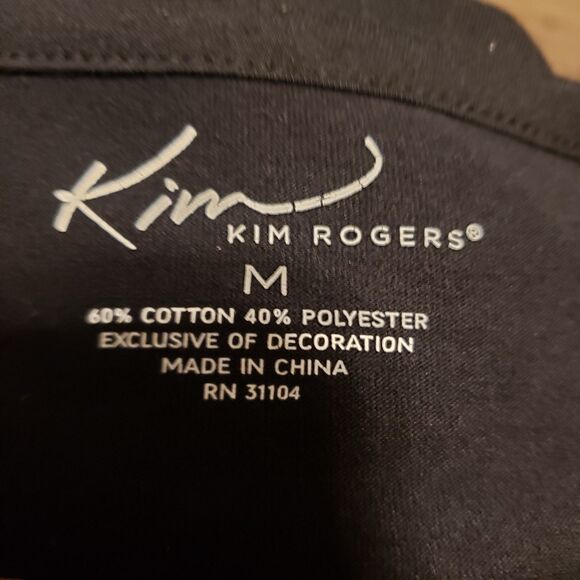 Kim
KIM ROGERS®
M
60% COTTON 40% POLYESTER
EXCLUSIVE OF DECORATION
MADE IN CHINA
RN 31104